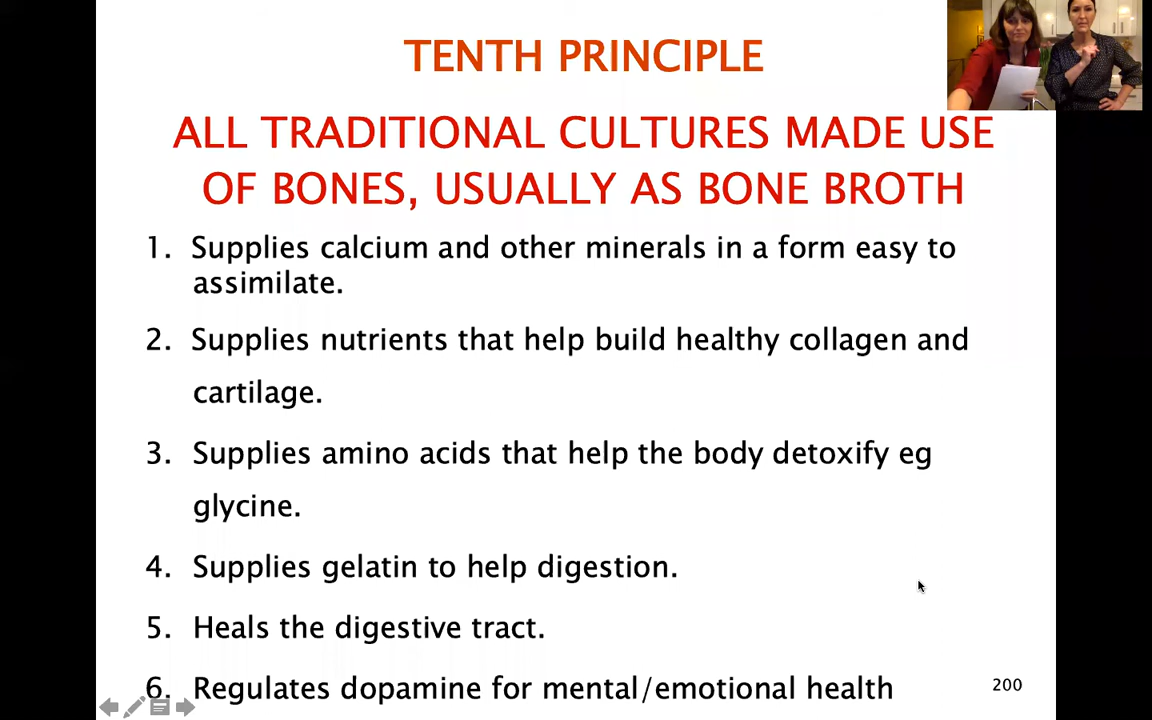 TENTH PRINCIPLE
ALL TRADITIONAL CULTURES MADE USE
OF BONES, USUALLY AS BONE BROTH
1. Supplies calcium and other minerals in a form easy to
assimilate.
2. Supplies nutrients that help build healthy collagen and
cartilage.
3. Supplies amino acids that help the body detoxify eg
glycine.
4. Supplies gelatin to help digestion.
5. Heals the digestive tract.
6. Regulates dopamine for mental/emotional health
200